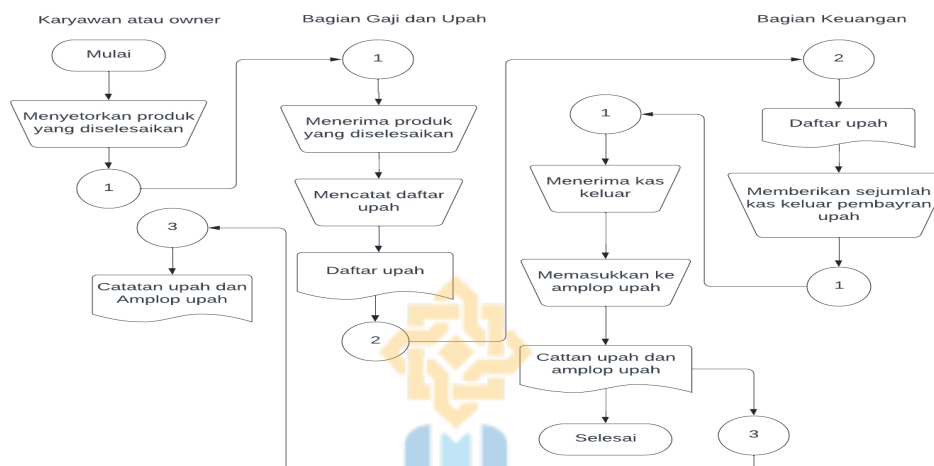 Karyawan atau owner
Mulai
Menyetorkan produk
yang diselesaikan
1
3
Catatan upah dan
Amplop upah
Bagian Gaji dan Upah
1
Menerima produk
yang diselesaikan
Mencatat daftar
upah
Daftar upah
2
1
Menerima kas
keluar
Memasukkan ke
amplop upah
Cattan upah dan
amplop upah
Selesai
3
Bagian Keuangan
2
Daftar upah
Memberikan sejumlah
kas keluar pembayran
upah
1